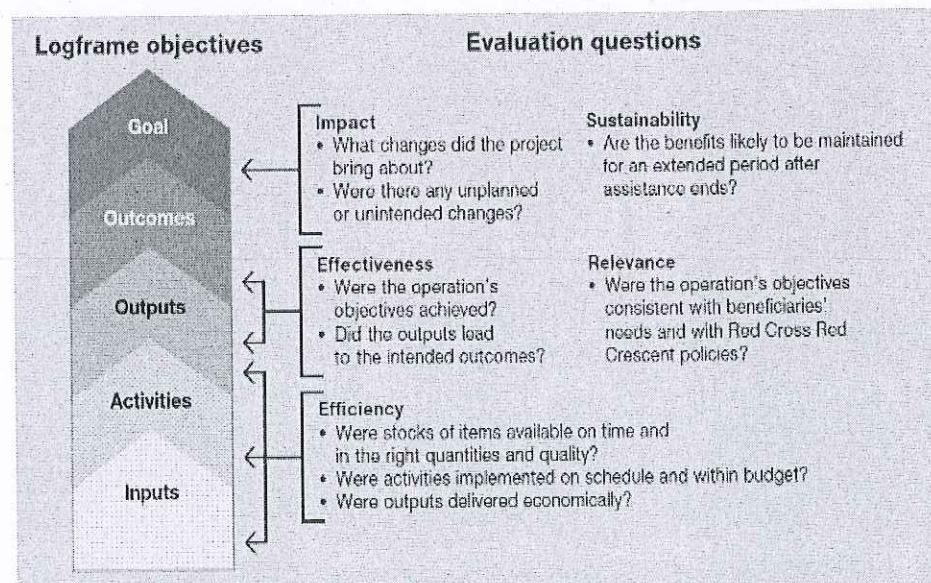 Logframe objectives
Evaluation questions
Goal
Outcomes
Outputs
Activities
Inputs
Impact
• What changes did the project
bring about?
• Were there any unplanned
or unintended changes?
Sustainability
• Are the benefits likely to be maintained
for an extended period after
assistance ends?
Effectiveness
• Were the operation's
objectives achieved?
• Did the outputs lead
to the intended outcomes?
Relevance
• Were the operation's objectives
consistent with beneficiaries'
needs and with Red Cross Red
Crescent policies?
Efficiency
• Were stocks of items available on time and
in the right quantities and quality?
• Were activities implemented on schedule and within budget?
• Were outputs delivered economically?